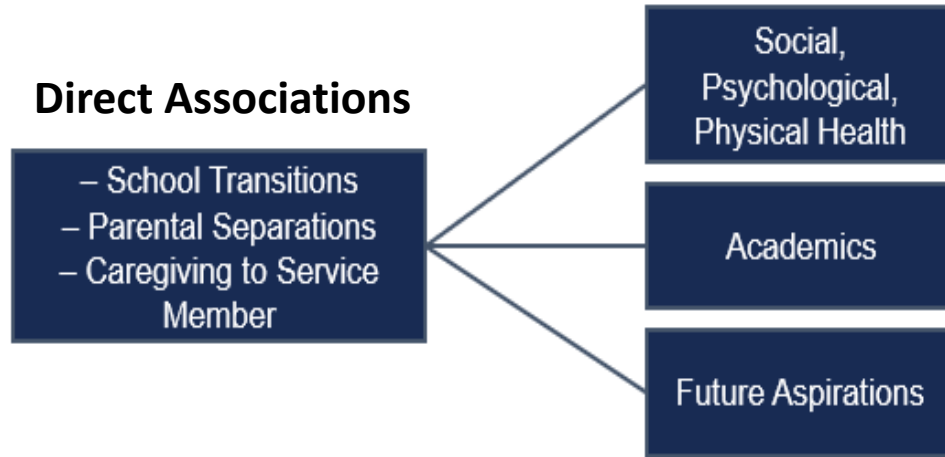 Direct Associations
– School Transitions
– Parental Separations
– Caregiving to Service
Member
Social,
Psychological,
Physical Health
Academics
Future Aspirations